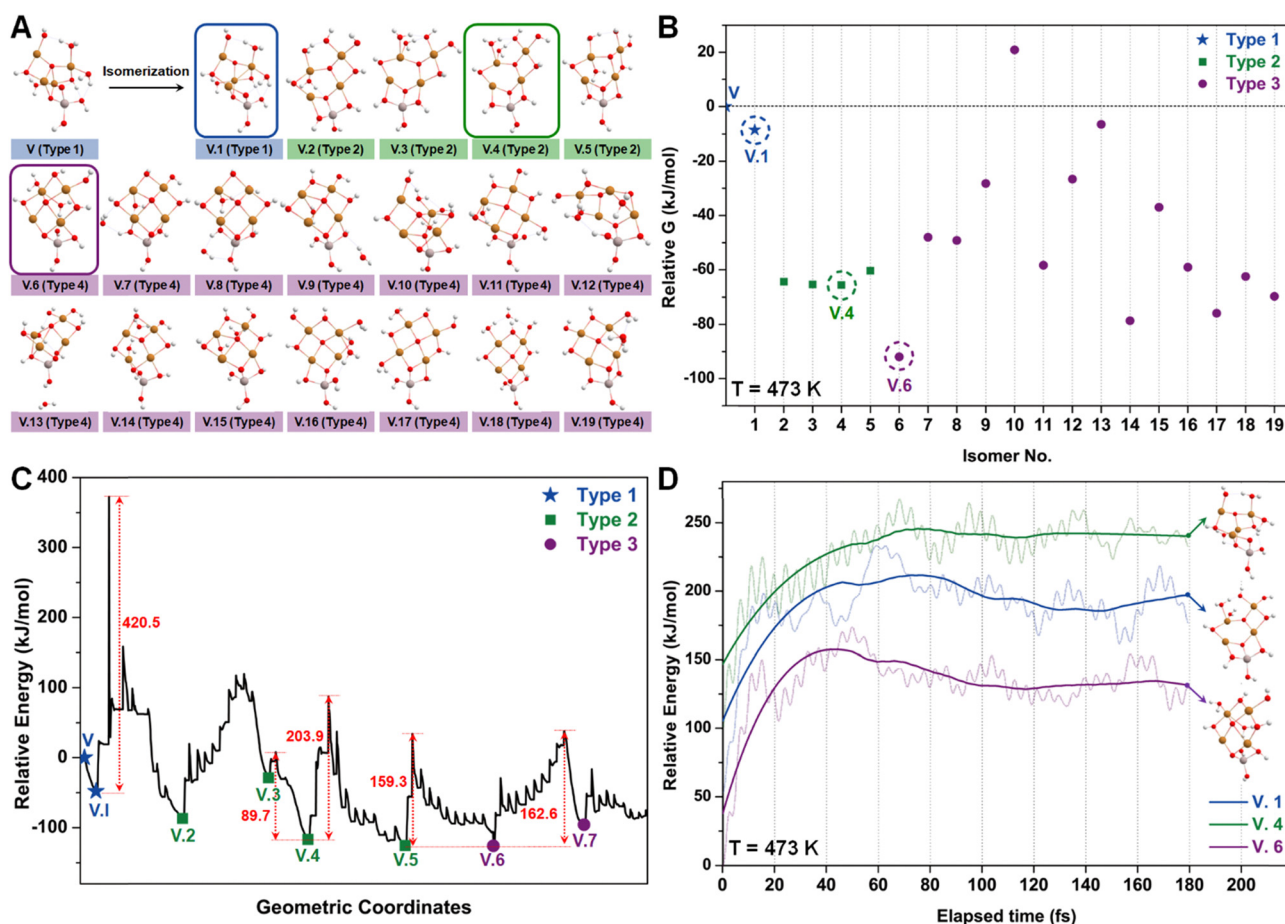 A
Isomerization
V (Type 1)
V.1 (Type 1)
V.2 (Type 2)
V.3 (Type 2)
V.4 (Type 2)
V.5 (Type 2)
V.6 (Type 4)
V.7 (Type 4)
V.8 (Type 4)
V.9 (Type 4)
V.10 (Type 4)
V.11 (Type 4)
V.12 (Type 4)
V.13 (Type 4)
V.14 (Type 4)
V.15 (Type 4)
V.16 (Type 4)
V.17 (Type 4)
V.18 (Type 4)
V.19 (Type 4)
B
Relative G (kJ/mol)
20
0
-20
-40
-60
-80
-100
Type 1
Type 2
Type 3
V
V.1
V.4
V.6
T = 473 K
1 2 3 4 5 6 7 8 9 10 11 12 13 14 15 16 17 18 19
Isomer No.
C
Relative Energy (kJ/mol)
400
300
200
100
0
-100
Type 1
Type 2
Type 3
420.5
203.9
89.7
159.3
162.6
V
V.I
V.2
V.3
V.4
V.5
V.6
V.7
Geometric Coordinates
D
Relative Energy (kJ/mol)
250
200
150
100
50
0
T = 473 K
V. 1
V. 4
V. 6
0 20 40 60 80 100 120 140 160 180 200
Elapsed time (fs)